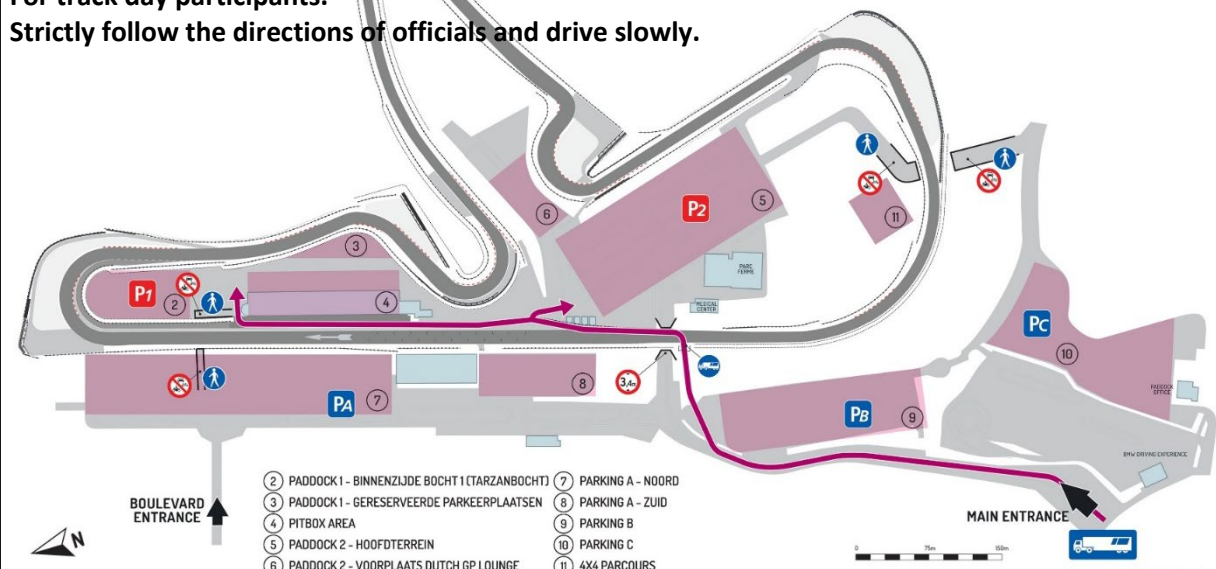 For track day participants.
Strictly follow the directions of officials and drive slowly.
6
5
P2
11
3
P1
2
4
PARC
FERMÉ
MEDICAL
CENTER
PC
10
3,4m
8
PA
7
PB
9
PADDOCK
OFFICE
BMW DRIVING EXPERIENCE
BOULEVARD
ENTRANCE
MAIN ENTRANCE
N
2 PADDOCK 1 - BINNENZIJDE BOCHT 1 (TARZANBOCHT)
3 PADDOCK 1 - GERESERVEERDE PARKEERPLAATSEN
4 PITBOX AREA
5 PADDOCK 2 - HOOFDTERREIN
6 PADDOCK 2 - VOORPLAATS DUTCH GP LOUNGE
7 PARKING A - NOORD
8 PARKING A - ZUID
9 PARKING B
10 PARKING C
11 4X4 PARCOURS
0 75m 150m